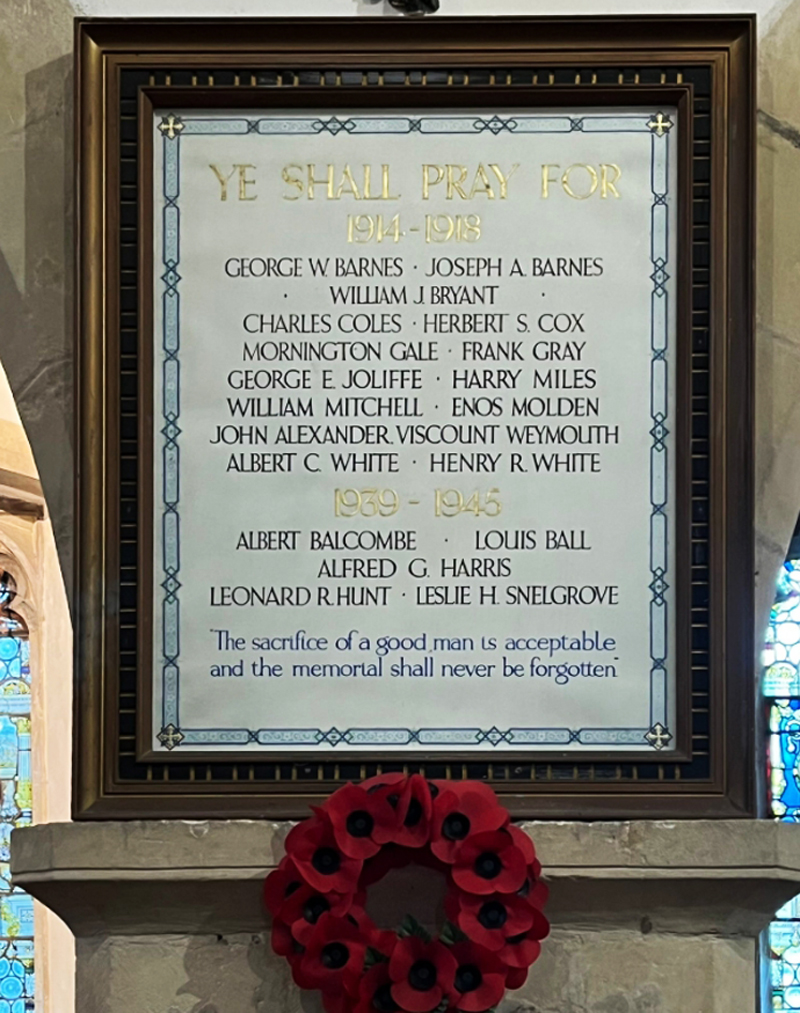 YE SHALL PRAY FOR
1914-1918
GEORGE W. BARNES · JOSEPH A. BARNES
· WILLIAM J. BRYANT ·
CHARLES COLES · HERBERT S. COX
MORNINGTON GALE · FRANK GRAY
GEORGE E. JOLIFFE · HARRY MILES
WILLIAM MITCHELL · ENOS MOLDEN
JOHN ALEXANDER. VISCOUNT WEYMOUTH
ALBERT C. WHITE · HENRY R. WHITE
1939 - 1945
ALBERT BALCOMBE · LOUIS BALL
ALFRED G. HARRIS
LEONARD R. HUNT · LESLIE H. SNELGROVE
"The sacrifice of a good man is acceptable
and the memorial shall never be forgotten"